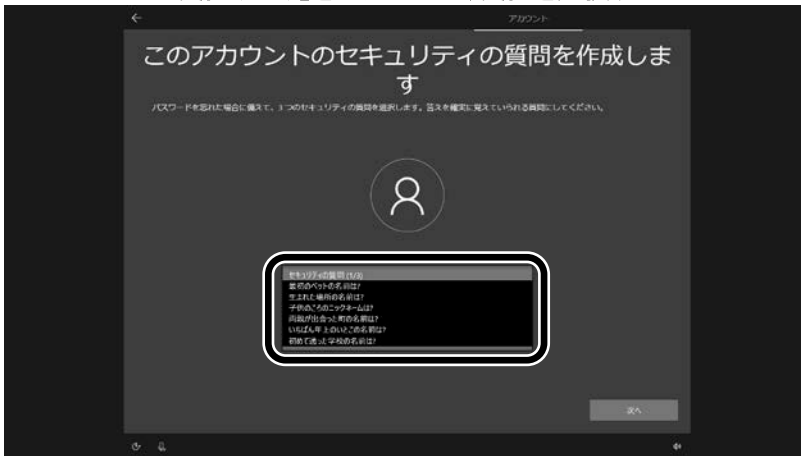 アカウント
このアカウントのセキュリティの質問を作成しま
す
パスワードを忘れた場合に備えて、3 つのセキュリティの質問を選択します。答えを確実に覚えていられる質問にしてください。
セキュリティの質問 (1/3)
最初のペットの名前は?
生まれた場所の名前は?
子供のころのニックネームは?
両親が出会った町の名前は?
いちばん年上のいとこの名前は?
初めて通った学校の名前は?
次へ